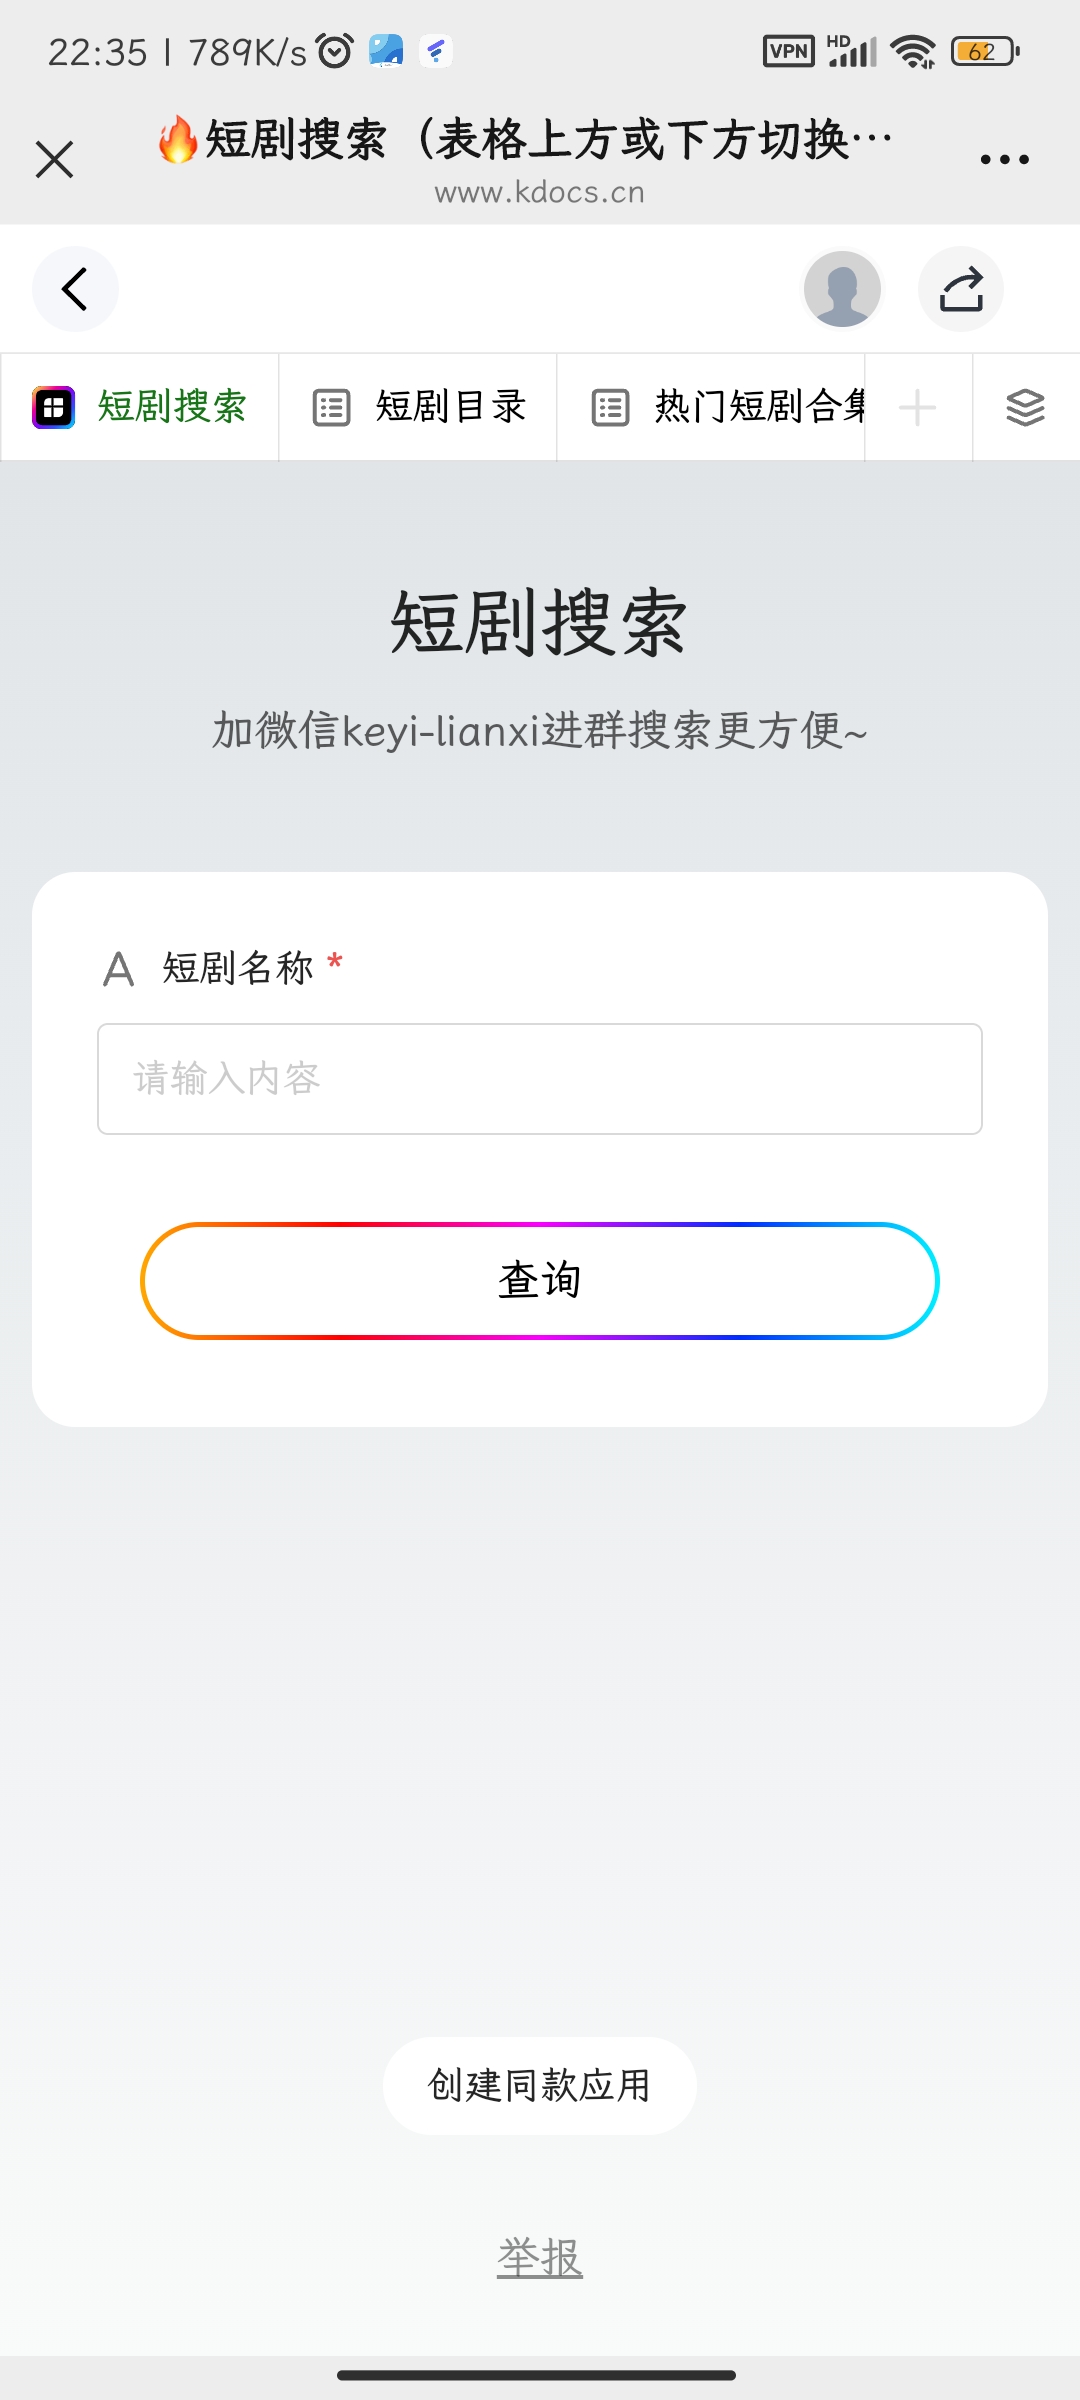 22:35 | 789K/s
VPN HD 62
🔥短剧搜索（表格上方或下方切换…
www.kdocs.cn
短剧搜索 短剧目录 热门短剧合集
短剧搜索
加微信keyi-lianxi进群搜索更方便~
A 短剧名称 *
请输入内容
查询
创建同款应用
举报